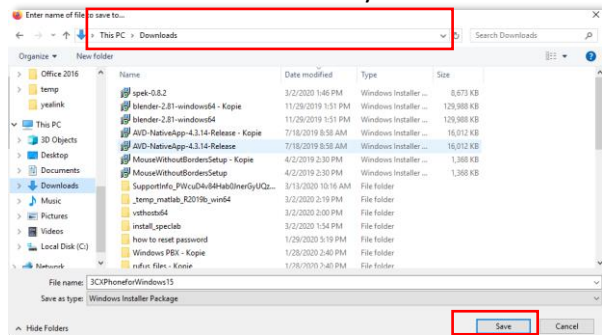 Enter name of file to save to...
This PC > Downloads
Search Downloads
Organize
New folder
Office 2016
temp
yealink
This PC
3D Objects
Desktop
Documents
Downloads
Music
Pictures
Videos
Local Disk (C:)
Network
Name Date modified Type Size
spek-0.8.2 3/2/2020 1:46 PM Windows Installer ... 8,673 KB
blender-2.81-windows64 - Kopie 11/29/2019 1:51 PM Windows Installer ... 129,988 KB
blender-2.81-windows64 11/29/2019 1:51 PM Windows Installer ... 129,988 KB
AVD-NativeApp-4.3.14-Release - Kopie 7/18/2019 8:58 AM Windows Installer ... 16,012 KB
AVD-NativeApp-4.3.14-Release 7/18/2019 8:58 AM Windows Installer ... 16,012 KB
MouseWithoutBordersSetup - Kopie 4/2/2019 2:30 PM Windows Installer ... 1,368 KB
MouseWithoutBordersSetup 4/2/2019 2:30 PM Windows Installer ... 1,368 KB
SupportInfo_PWcuD4v84Hab0JnerGyUQz... 3/13/2020 10:16 AM File folder
_temp_matlab_R2019b_win64 3/2/2020 2:19 PM File folder
vsthostx64 3/2/2020 2:00 PM File folder
install_speclab 3/2/2020 1:54 PM File folder
how to reset password 1/29/2020 5:19 PM File folder
Windows PBX - Kopie 1/28/2020 2:40 PM File folder
rufus files - Kopie 1/28/2020 2:40 PM File folder
File name: 3CXPhoneforWindows15
Save as type: Windows Installer Package
Hide Folders
Save
Cancel